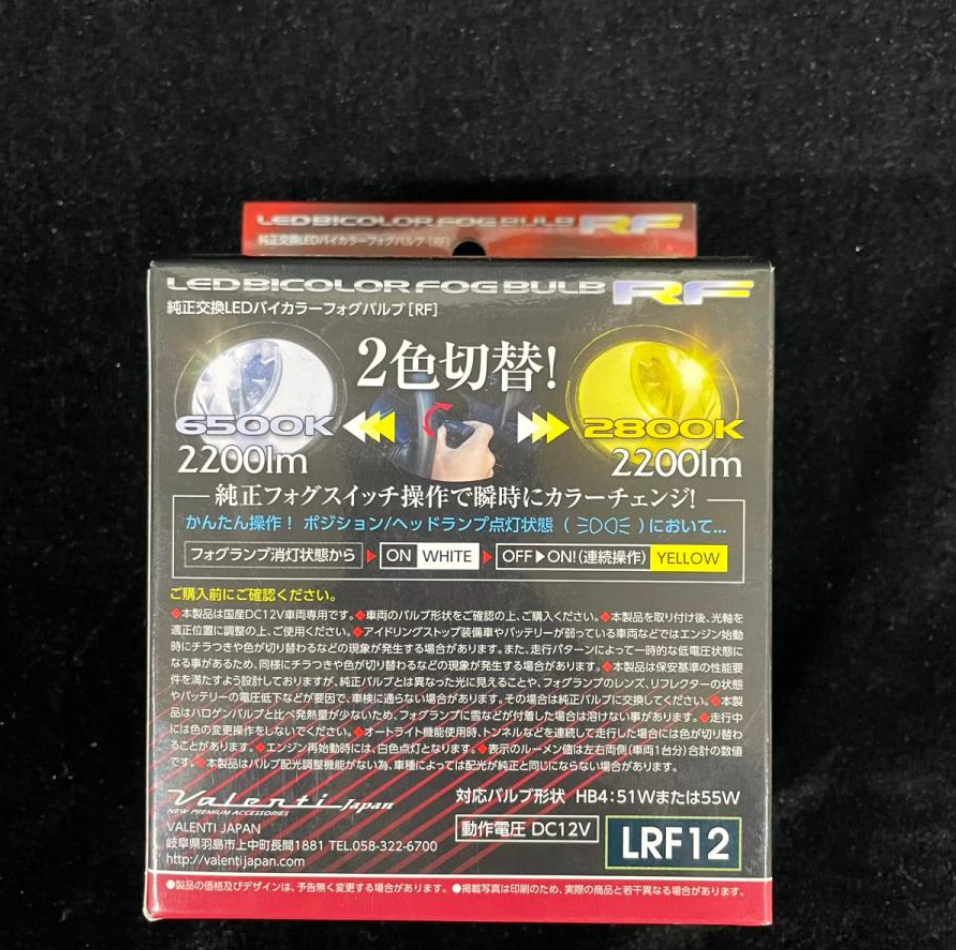 LED BICOLOR FOG BULB RF
純正交換LEDバイカラーフォグバルブ [RF]
LED BICOLOR FOG BULB RF
純正交換LEDバイカラーフォグバルブ[RF]
2色切替!
6500K
2200lm
2800K
2200lm
純正フォグスイッチ操作で瞬時にカラーチェンジ!
かんたん操作! ポジション/ヘッドランプ点灯状態 ( )において...
フォグランプ消灯状態から ▶ ON WHITE ▶ OFF▶ON!(連続操作) YELLOW
ご購入前にご確認ください。
◆本製品は国産DC12V車両専用です。◆車両のバルブ形状をご確認の上、ご購入ください。◆本製品を取り付け後、光軸を
適正位置に調整の上、ご使用ください。◆アイドリングストップ装備車やバッテリーが弱っている車両などではエンジン始動
時にチラつきや色が切り替わるなどの現象が発生する場合があります。また、走行パターンによって一時的な低電圧状態に
なる事があるため、同様にチラつきや色が切り替わるなどの現象が発生する場合があります。◆本製品は保安基準の性能要
件を満たすよう設計しておりますが、純正バルブとは異なった光に見えることや、フォグランプのレンズ、リフレクターの状態
やバッテリーの電圧低下などが要因で、車検に通らない場合があります。その場合は純正バルブに交換してください。◆本製
品はハロゲンバルブと比べ発熱量が少ないため、フォグランプに雪などが付着した場合は溶けない事があります。◆走行中
には色の変更操作をしないでください。◆オートライト機能使用時、トンネルなどを連続して走行した場合には色が切り替わ
ることがあります。◆エンジン再始動時には、白色点灯となります。◆表示のルーメン値は左右両側(車両1台分)合計の数値
です。◆本製品はバルブ配光調整機能がない為、車種によっては配光が純正と同じにならない場合があります。
Valenti Japan
NEW PREMIUM ACCESSORIES
VALENTI JAPAN
岐阜県羽島市上中町長間1881 TEL.058-322-6700
http://valentijapan.com
対応バルブ形状 HB4:51Wまたは55W
動作電圧 DC12V
LRF12
●製品の価格及びデザインは、予告無く変更する場合があります。 ●掲載写真は印刷のため、実際の商品と若干異なる場合があります。